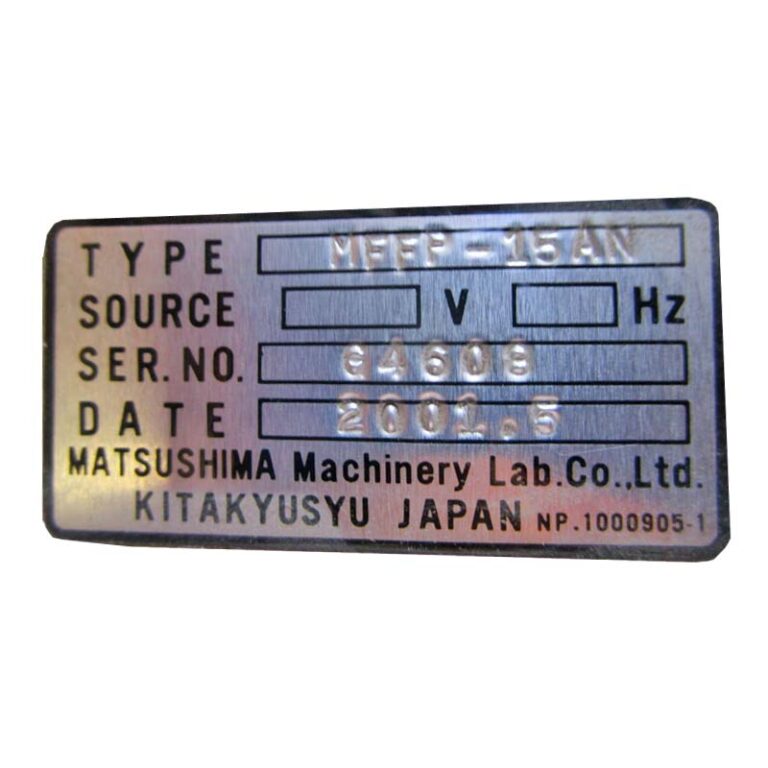 TYPE MFFP-15AN
SOURCE V Hz
SER.NO. G4608
DATE 2001.5
MATSUSHIMA Machinery Lab.Co.,Ltd.
KITAKYUSYU JAPAN NP.1000905-1